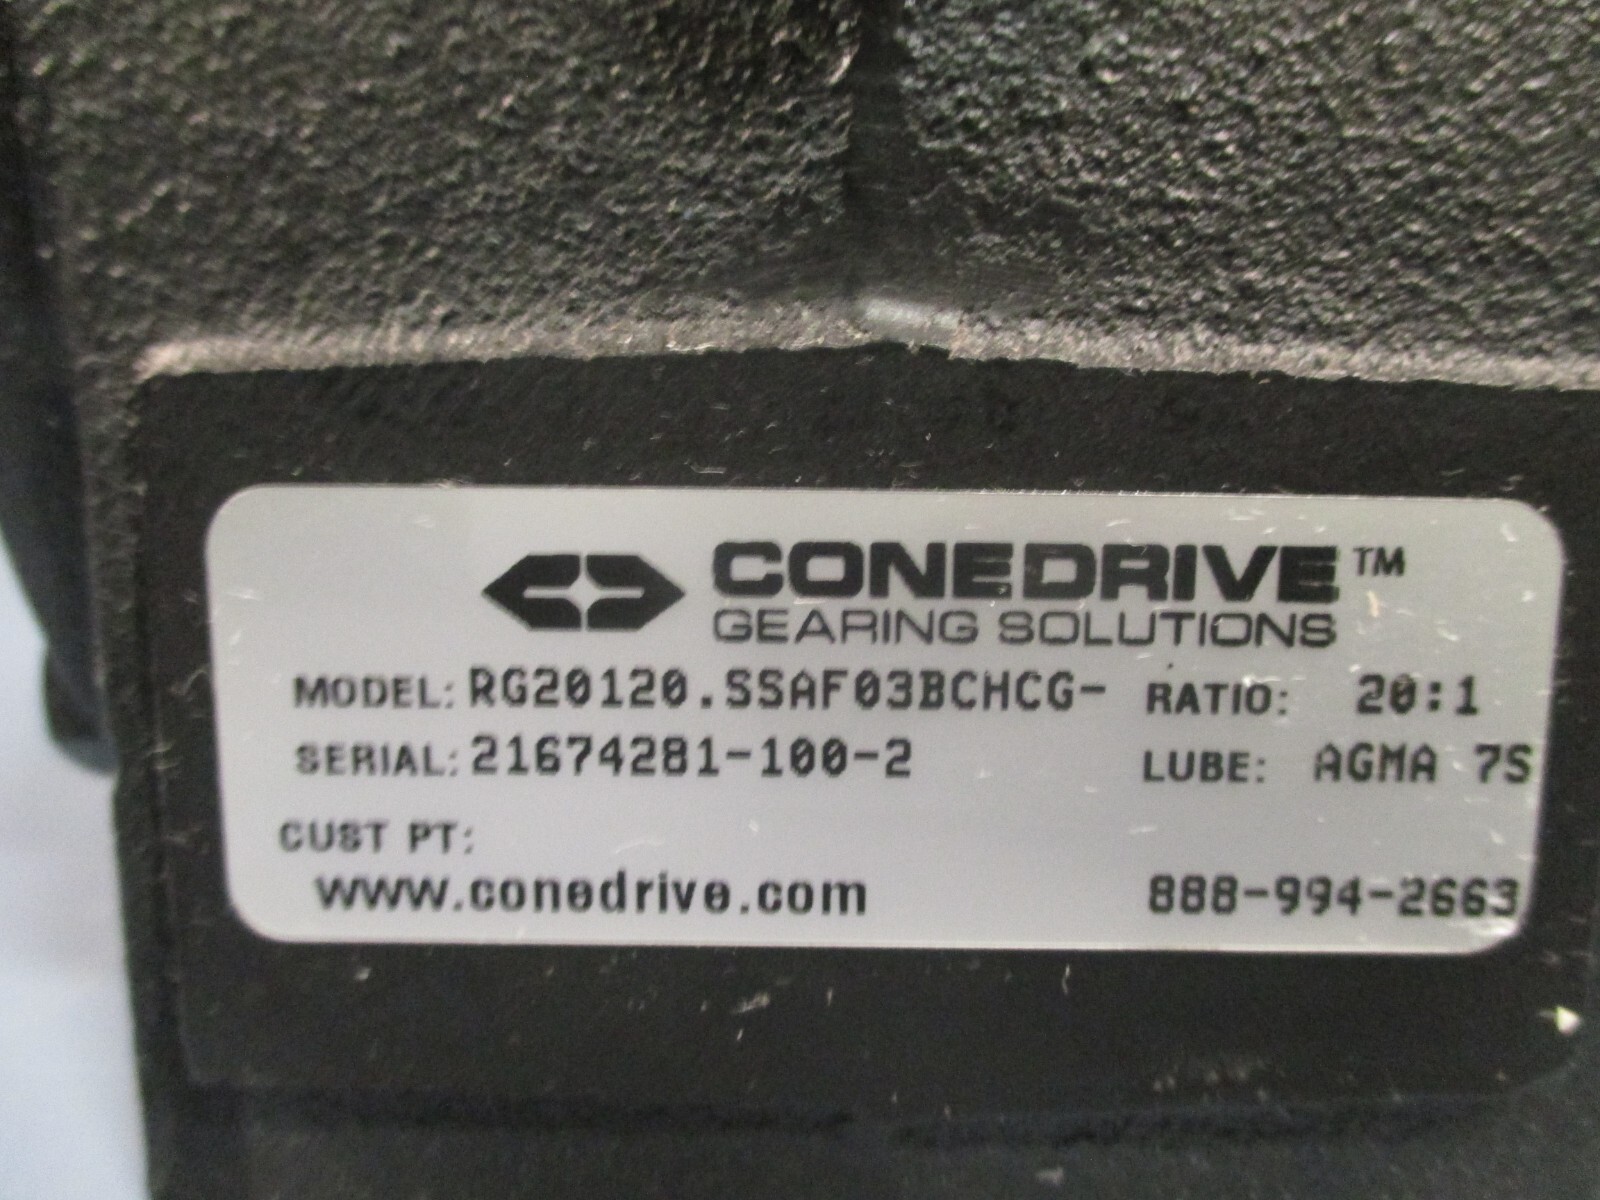 CONEDRIVE™
GEARING SOLUTIONS
MODEL: RG20120.SSAF03BCHCG- RATIO: 20:1
SERIAL: 21674281-100-2 LUBE: AGMA 7S
CUST PT:
www.conedrive.com 888-994-2663